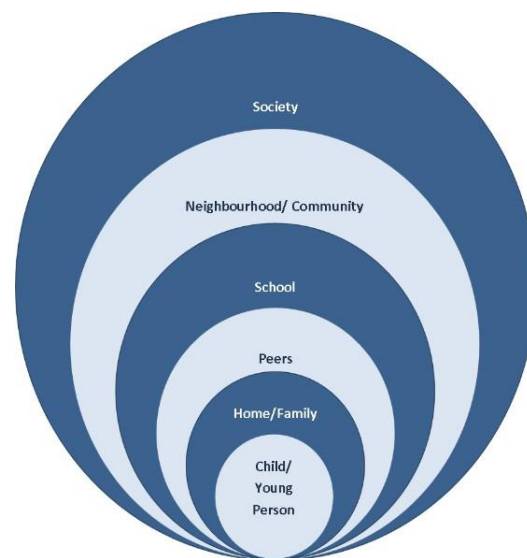 Society
Neighbourhood/ Community
School
Peers
Home/Family
Child/
Young
Person